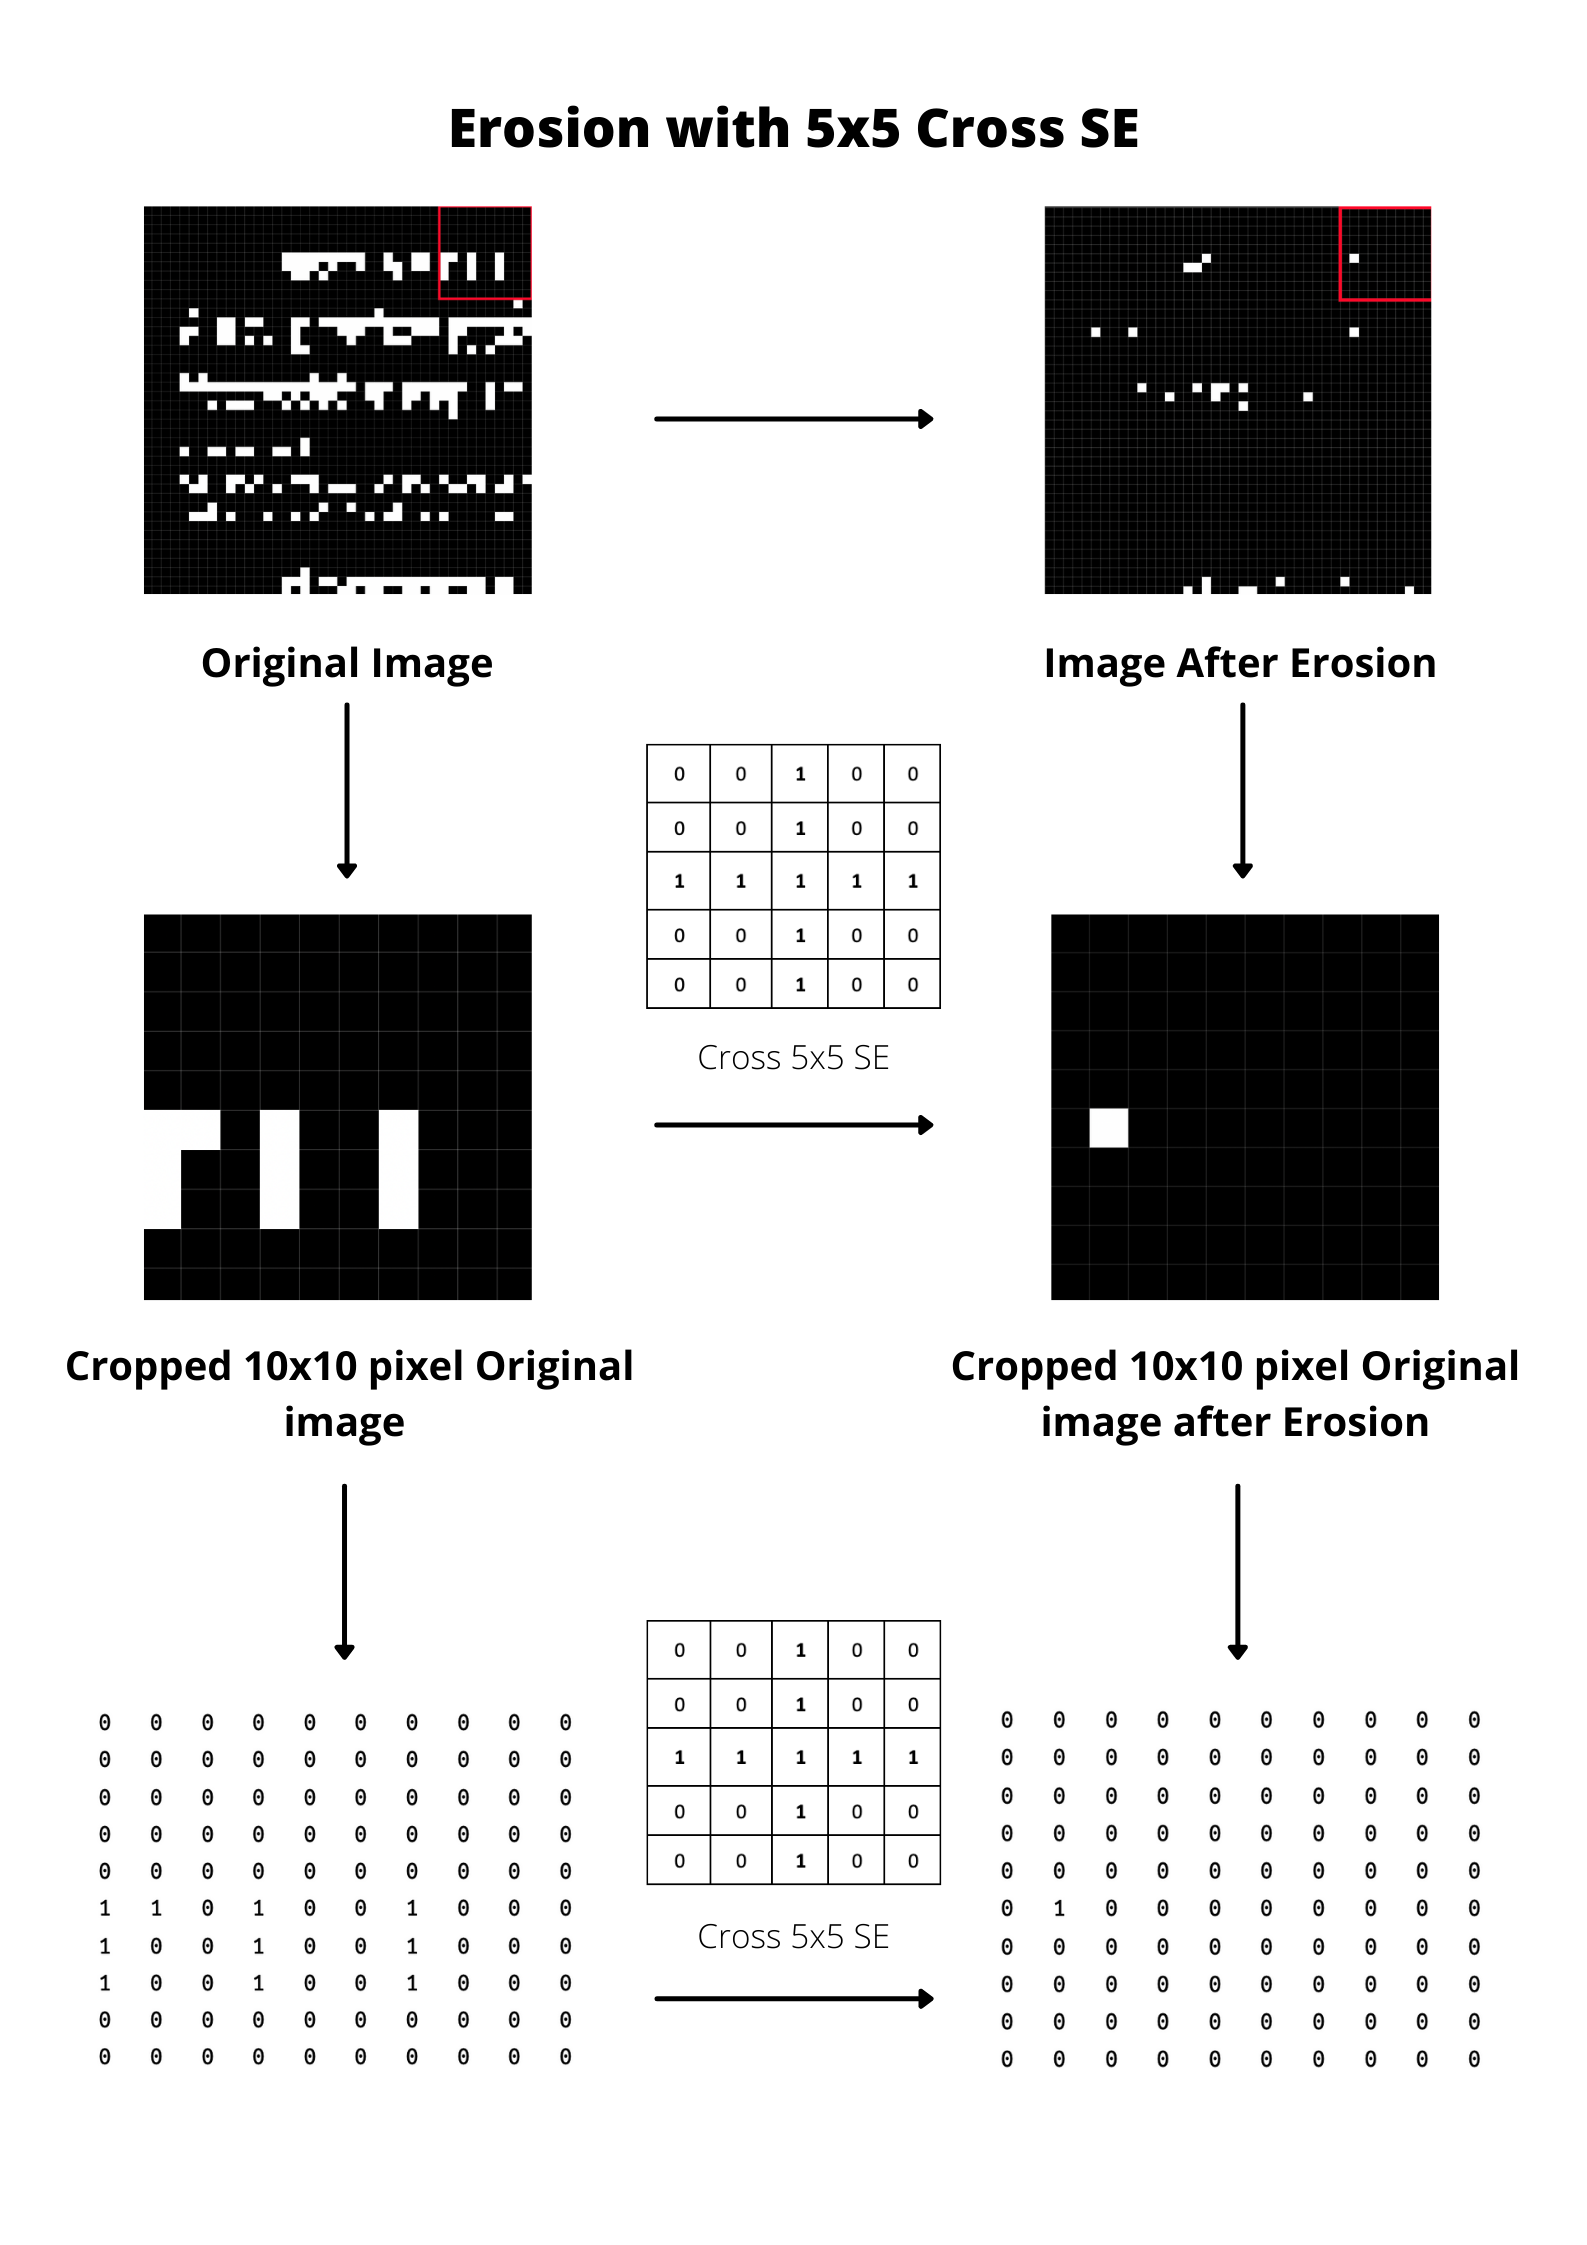 Erosion with 5x5 Cross SE
Original Image
Image After Erosion
0 0 1 0 0
0 0 1 0 0
1 1 1 1 1
0 0 1 0 0
0 0 1 0 0
Cross 5x5 SE
Cropped 10x10 pixel Original
image
Cropped 10x10 pixel Original
image after Erosion
0 0 0 0 0 0 0 0 0 0
0 0 0 0 0 0 0 0 0 0
0 0 0 0 0 0 0 0 0 0
0 0 0 0 0 0 0 0 0 0
0 0 0 0 0 0 0 0 0 0
1 1 0 1 0 0 1 0 0 0
1 0 0 1 0 0 1 0 0 0
1 0 0 1 0 0 1 0 0 0
0 0 0 0 0 0 0 0 0 0
0 0 0 0 0 0 0 0 0 0
0 0 1 0 0
0 0 1 0 0
1 1 1 1 1
0 0 1 0 0
0 0 1 0 0
Cross 5x5 SE
0 0 0 0 0 0 0 0 0 0
0 0 0 0 0 0 0 0 0 0
0 0 0 0 0 0 0 0 0 0
0 0 0 0 0 0 0 0 0 0
0 0 0 0 0 0 0 0 0 0
0 1 0 0 0 0 0 0 0 0
0 0 0 0 0 0 0 0 0 0
0 0 0 0 0 0 0 0 0 0
0 0 0 0 0 0 0 0 0 0
0 0 0 0 0 0 0 0 0 0